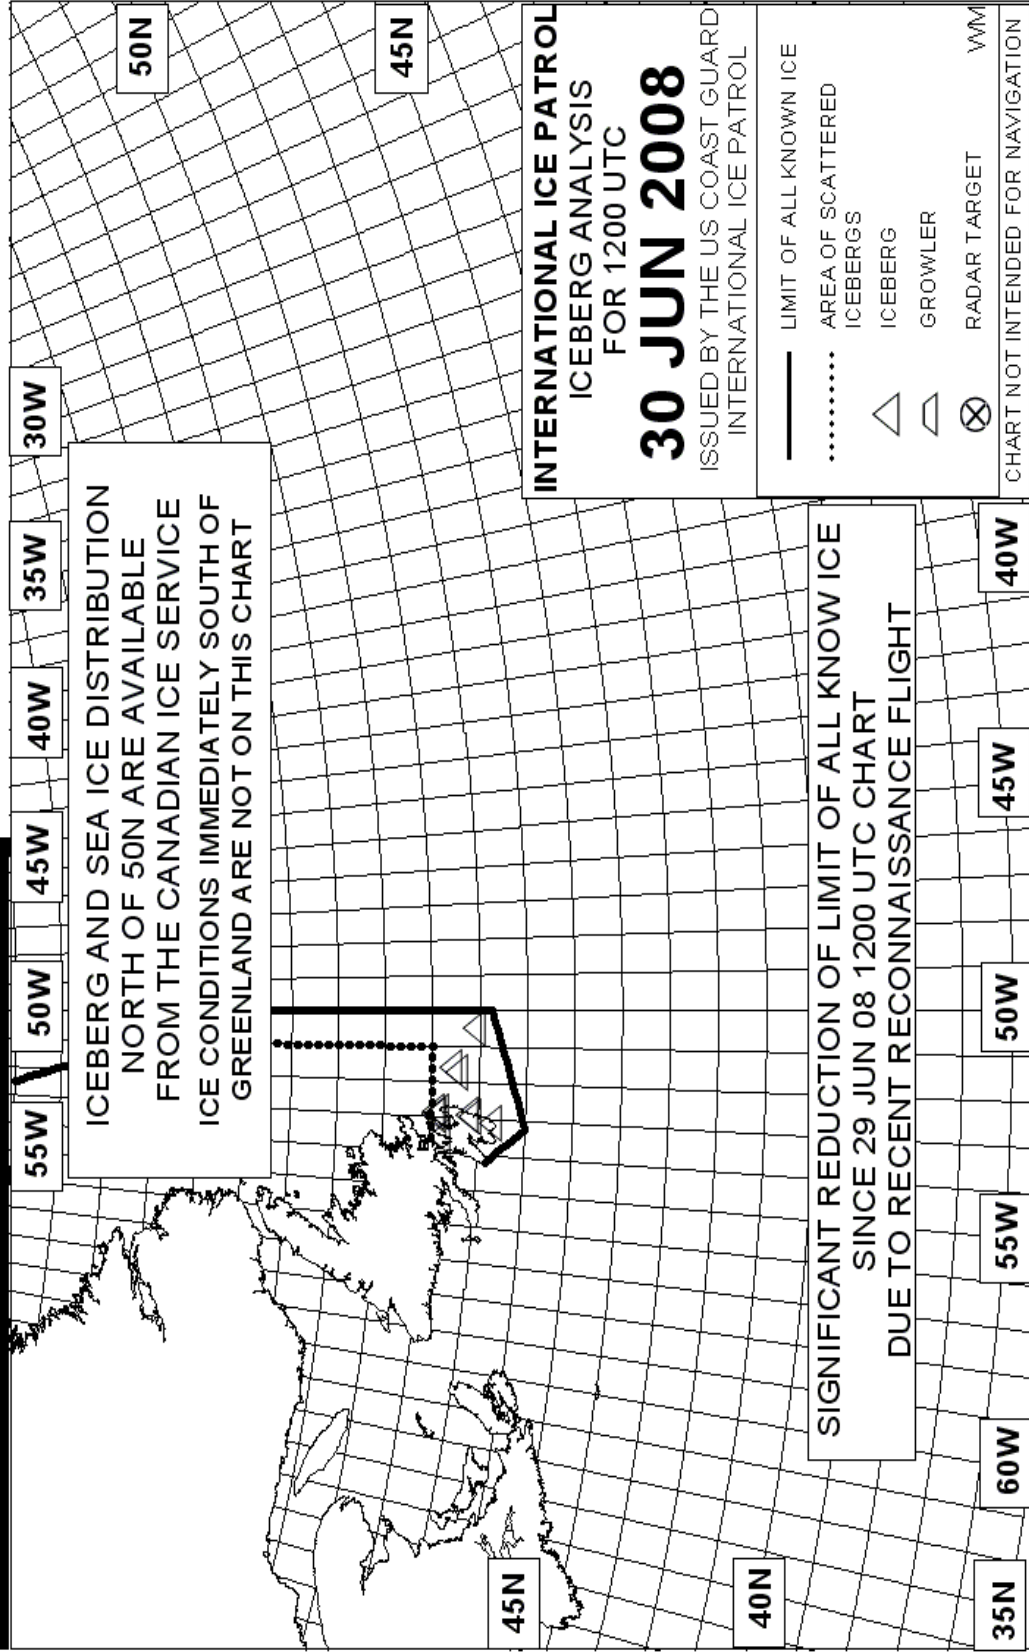 55W
50W
45W
40W
35W
30W
50N
45N
ICEBERG AND SEA ICE DISTRIBUTION
NORTH OF 50N ARE AVAILABLE
FROM THE CANADIAN ICE SERVICE
ICE CONDITIONS IMMEDIATELY SOUTH OF
GREENLAND ARE NOT ON THIS CHART
INTERNATIONAL ICE PATROL
ICEBERG ANALYSIS
FOR 1200 UTC
30 JUN 2008
ISSUED BY THE US COAST GUARD
INTERNATIONAL ICE PATROL
LIMIT OF ALL KNOWN ICE
AREA OF SCATTERED
ICEBERGS
ICEBERG
GROWLER
RADAR TARGET
WM
CHART NOT INTENDED FOR NAVIGATION
SIGNIFICANT REDUCTION OF LIMIT OF ALL KNOW ICE
SINCE 29 JUN 08 1200 UTC CHART
DUE TO RECENT RECONNAISSANCE FLIGHT
45N
40N
35N
60W
55W
50W
45W
40W